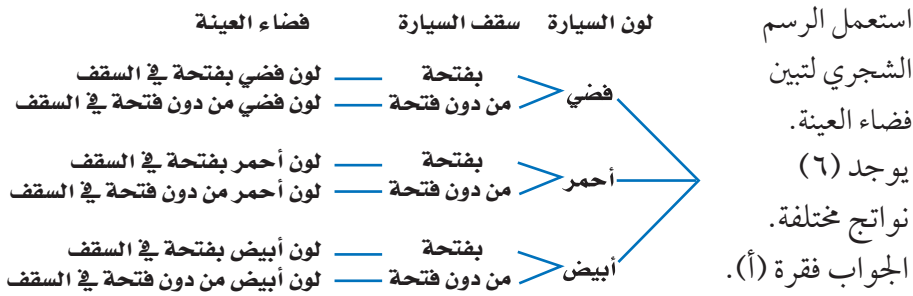 استعمل الرسم
الشجري لتبين
فضاء العينة.
يوجد (٦)
نواتج مختلفة.
الجواب فقرة (أ).
لون السيارة سقف السيارة فضاء العينة
فضي
بفتحة لون فضي بفتحة في السقف
من دون فتحة لون فضي من دون فتحة في السقف
أحمر
بفتحة لون أحمر بفتحة في السقف
من دون فتحة لون أحمر من دون فتحة في السقف
أبيض
بفتحة لون أبيض بفتحة في السقف
من دون فتحة لون أبيض من دون فتحة في السقف